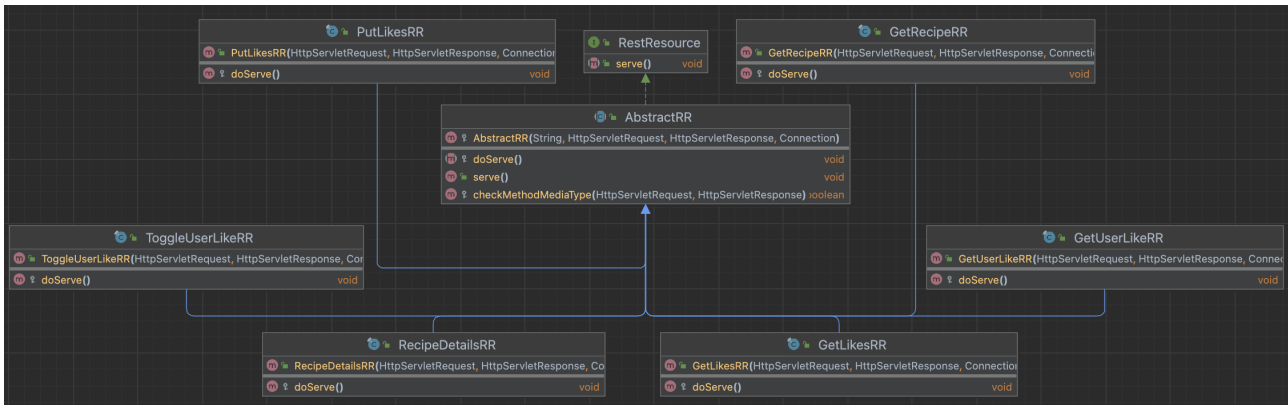 PutLikesRR
PutLikesRR(HttpServletRequest, HttpServletResponse, Connection)
doServe() void
RestResource
serve() void
GetRecipeRR
GetRecipeRR(HttpServletRequest, HttpServletResponse, Connecti
doServe() void
AbstractRR
AbstractRR(String, HttpServletRequest, HttpServletResponse, Connection)
doServe() void
serve() void
checkMethodMediaType(HttpServletRequest, HttpServletResponse) boolean
ToggleUserLikeRR
ToggleUserLikeRR(HttpServletRequest, HttpServletResponse, Con
doServe() void
GetUserLikeRR
GetUserLikeRR(HttpServletRequest, HttpServletResponse, Connec
doServe() void
RecipeDetailsRR
RecipeDetailsRR(HttpServletRequest, HttpServletResponse, Co
doServe() void
GetLikesRR
GetLikesRR(HttpServletRequest, HttpServletResponse, Connection
doServe() void